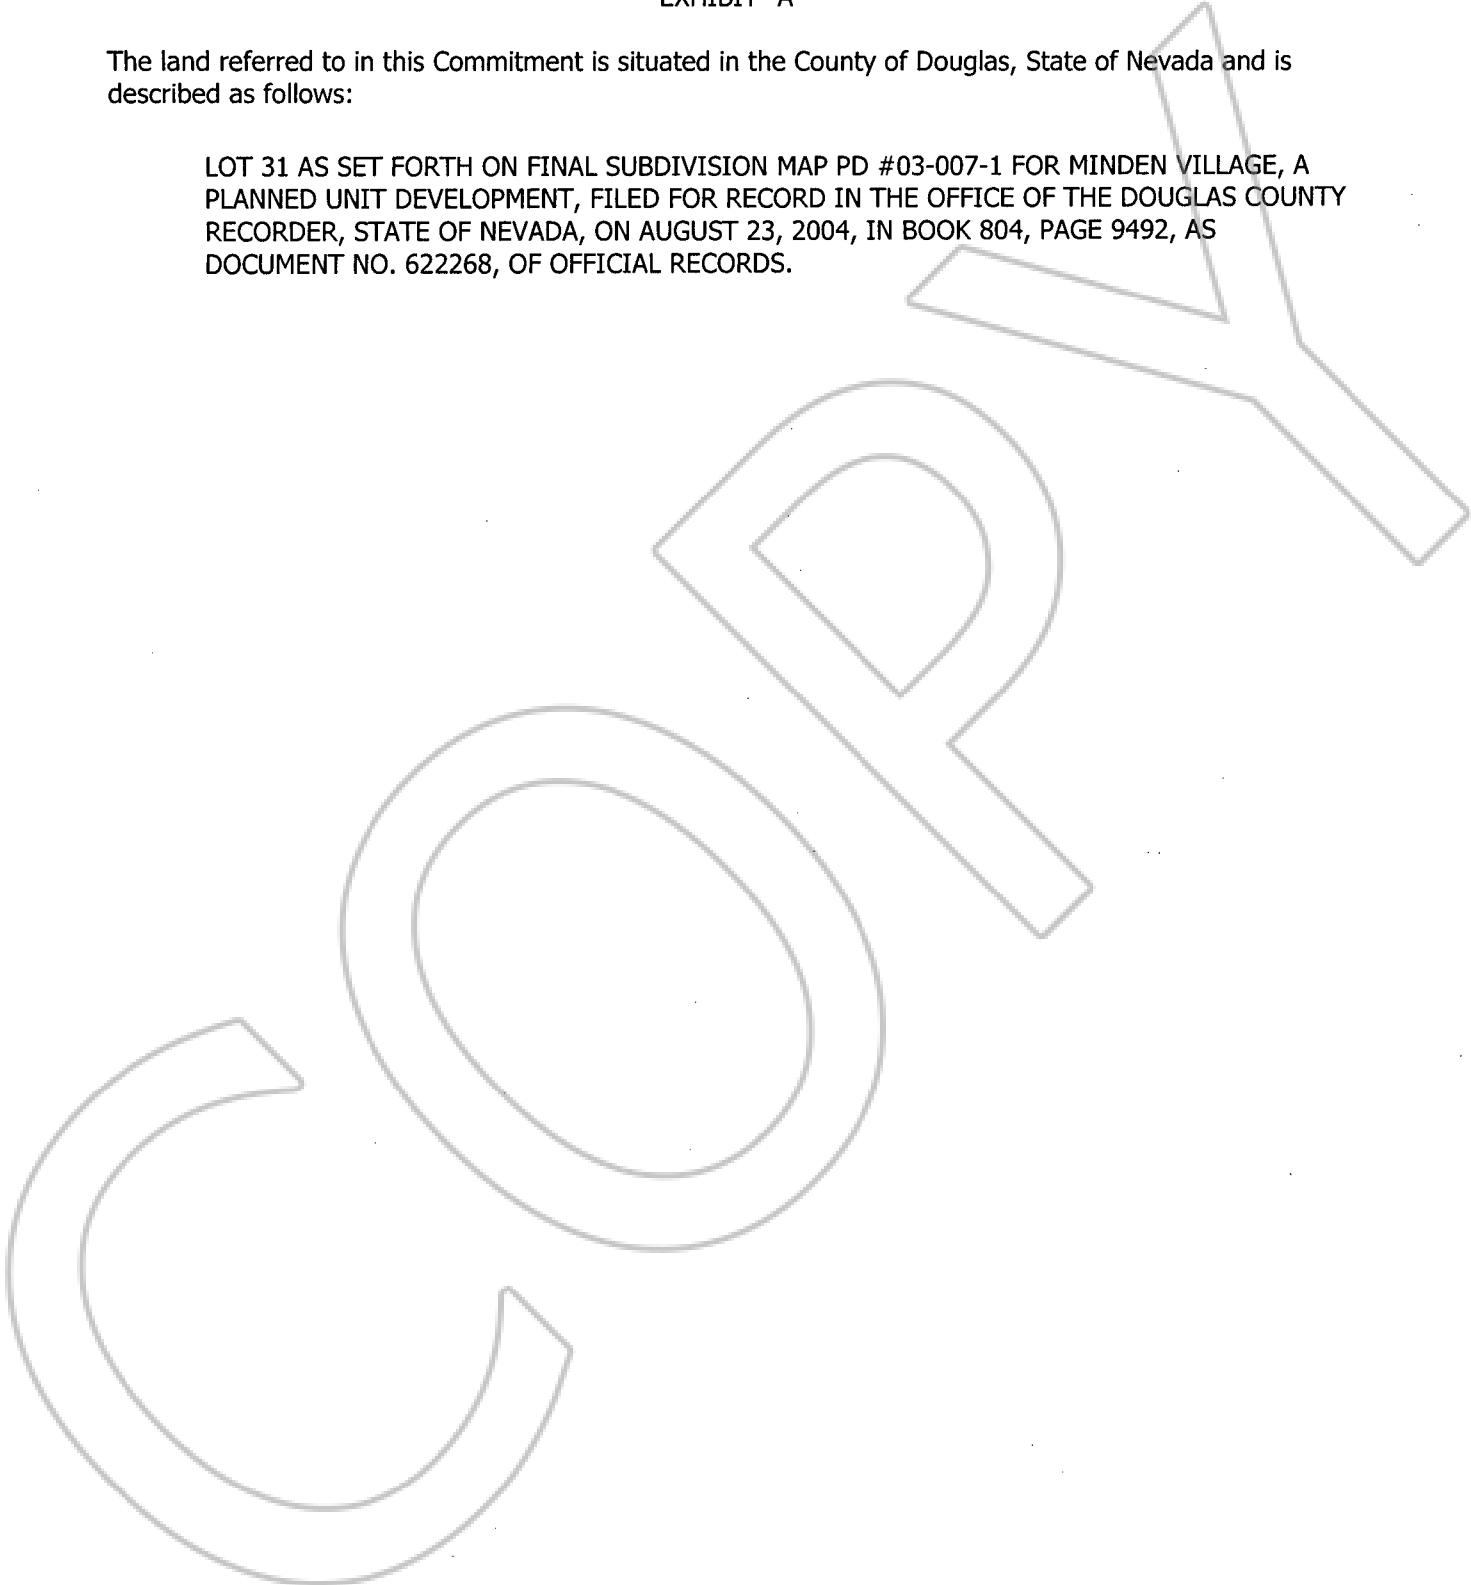 EXHIBIT "A"
The land referred to in this Commitment is situated in the County of Douglas, State of Nevada and is
described as follows:
LOT 31 AS SET FORTH ON FINAL SUBDIVISION MAP PD #03-007-1 FOR MINDEN VILLAGE, A
PLANNED UNIT DEVELOPMENT, FILED FOR RECORD IN THE OFFICE OF THE DOUGLAS COUNTY
RECORDER, STATE OF NEVADA, ON AUGUST 23, 2004, IN BOOK 804, PAGE 9492, AS
DOCUMENT NO. 622268, OF OFFICIAL RECORDS.
COPY